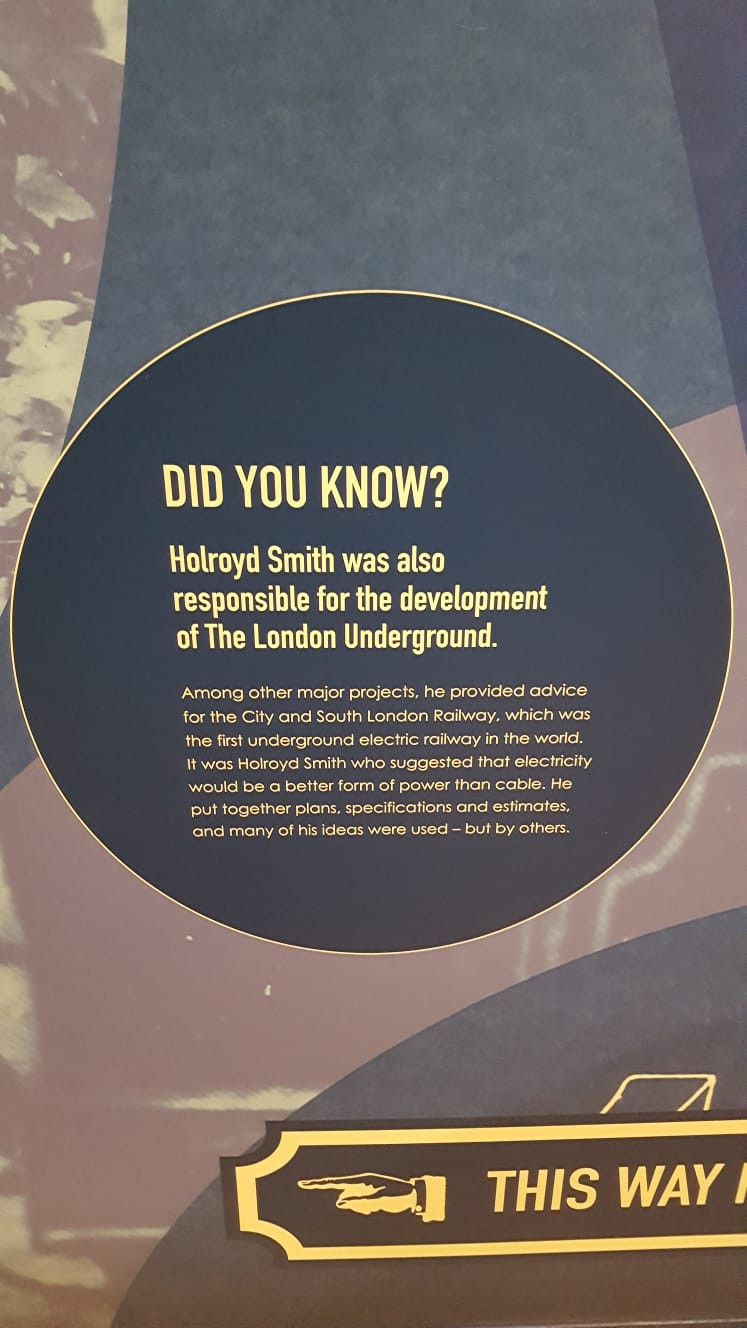 DID YOU KNOW?
Holroyd Smith was also
responsible for the development
of The London Underground.
Among other major projects, he provided advice
for the City and South London Railway, which was
the first underground electric railway in the world.
It was Holroyd Smith who suggested that electricity
would be a better form of power than cable. He
put together plans, specifications and estimates,
and many of his ideas were used – but by others.
THIS WAY